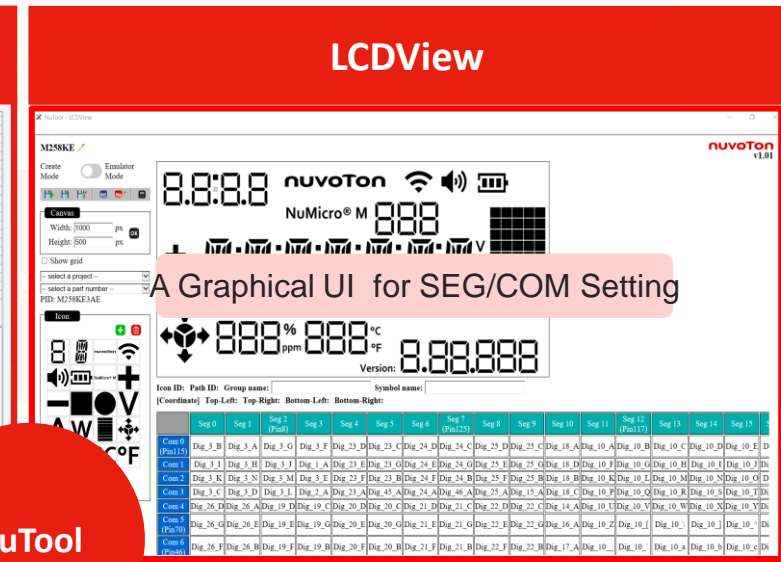 LCDView
NuTool - LCDView
M258KE
nuvoTon
v1.01
Create Mode
Emulator Mode
Canvas
Width: 1000 px
Height: 500 px
OK
Show grid
-- select a project --
-- select a part number --
PID: M258KE3AE
Icon
nuvoTon
NuMicro® M
V
A Graphical UI for SEG/COM Setting
%
ppm
°C
°F
Version:
V
A W
°F
Icon ID: Path ID: Group name: Symbol name:
[Coordinate] Top-Left: Top-Right: Bottom-Left: Bottom-Right:
Seg 0 Seg 1 Seg 2 (Pin8) Seg 3 Seg 4 Seg 5 Seg 6 Seg 7 (Pin125) Seg 8 Seg 9 Seg 10 Seg 11 Seg 12 (Pin117) Seg 13 Seg 14 Seg 15
Com 0 (Pin115) Dig_3_B Dig_3_A Dig_3_G Dig_3_F Dig_23_D Dig_23_C Dig_24_D Dig_24_C Dig_25_D Dig_25_C Dig_18_A Dig_10_A Dig_10_B Dig_10_C Dig_10_D Dig_10_E
Com 1 Dig_3_I Dig_3_H Dig_3_J Dig_1_A Dig_23_E Dig_23_G Dig_24_E Dig_24_G Dig_25_E Dig_25_G Dig_18_D Dig_10_F Dig_10_G Dig_10_H Dig_10_I Dig_10_J
Com 2 Dig_3_K Dig_3_N Dig_3_M Dig_3_E Dig_23_F Dig_23_B Dig_24_F Dig_24_B Dig_25_F Dig_25_B Dig_18_B Dig_10_K Dig_10_L Dig_10_M Dig_10_N Dig_10_O
Com 3 Dig_3_C Dig_3_D Dig_3_L Dig_2_A Dig_23_A Dig_45_A Dig_24_A Dig_46_A Dig_25_A Dig_15_A Dig_18_C Dig_10_P Dig_10_Q Dig_10_R Dig_10_S Dig_10_T
Com 4 Dig_26_D Dig_26_A Dig_19_D Dig_19_C Dig_20_D Dig_20_C Dig_21_D Dig_21_C Dig_22_D Dig_22_C Dig_14_A Dig_10_U Dig_10_V Dig_10_W Dig_10_X Dig_10_Y
Com 5 (Pin70) Dig_26_G Dig_26_E Dig_19_E Dig_19_G Dig_20_E Dig_20_G Dig_21_E Dig_21_G Dig_22_E Dig_22_G Dig_16_A Dig_10_Z Dig_10_[ Dig_10_\ Dig_10_] Dig_10_^
Com 6 (Pin46) Dig_26_F Dig_26_B Dig_19_F Dig_19_B Dig_20_F Dig_20_B Dig_21_F Dig_21_B Dig_22_F Dig_22_B Dig_17_A Dig_10__ Dig_10_` Dig_10_a Dig_10_b Dig_10_c
uTool